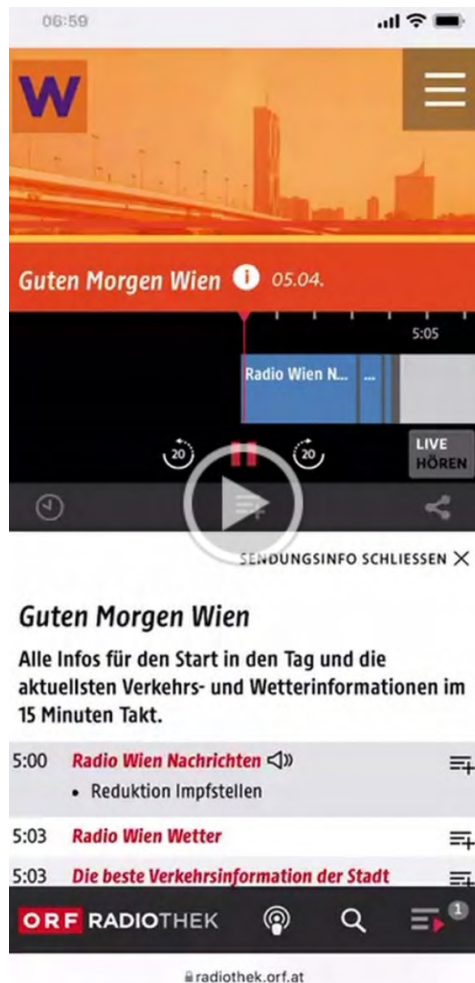 06:59
W
Guten Morgen Wien i 05.04.
5:05
Radio Wien N... ...
20
20
LIVE
HÖREN
SENDUNGSINFO SCHLIESSEN X
Guten Morgen Wien
Alle Infos für den Start in den Tag und die
aktuellsten Verkehrs- und Wetterinformationen im
15 Minuten Takt.
5:00 Radio Wien Nachrichten
• Reduktion Impfstellen
5:03 Radio Wien Wetter
5:03 Die beste Verkehrsinformation der Stadt
ORF RADIOTHEK 1
radiothek.orf.at